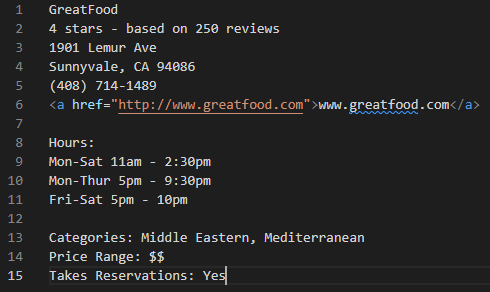 1 GreatFood
2 4 stars - based on 250 reviews
3 1901 Lemur Ave
4 Sunnyvale, CA 94086
5 (408) 714-1489
6 <a href="http://www.greatfood.com">www.greatfood.com</a>
7
8 Hours:
9 Mon-Sat 11am - 2:30pm
10 Mon-Thur 5pm - 9:30pm
11 Fri-Sat 5pm - 10pm
12
13 Categories: Middle Eastern, Mediterranean
14 Price Range: $$
15 Takes Reservations: Yes